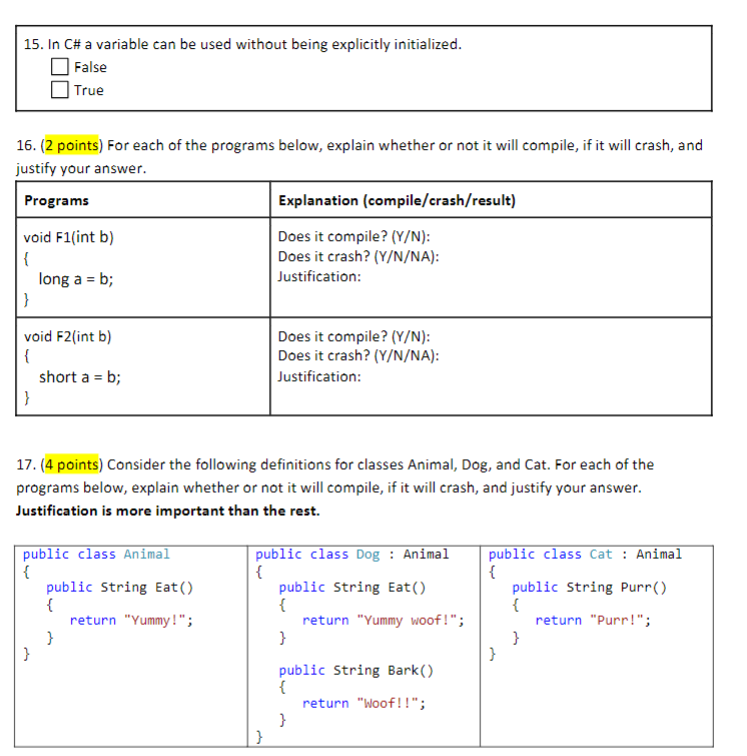 15. In C# a variable can be used without being explicitly initialized.
False
True
16. (2 points) For each of the programs below, explain whether or not it will compile, if it will crash, and
justify your answer.
Programs
Explanation (compile/crash/result)
void F1(int b)
{
long a = b;
}
Does it compile? (Y/N):
Does it crash? (Y/N/NA):
Justification:
void F2(int b)
{
short a = b;
}
Does it compile? (Y/N):
Does it crash? (Y/N/NA):
Justification:
17. (4 points) Consider the following definitions for classes Animal, Dog, and Cat. For each of the
programs below, explain whether or not it will compile, if it will crash, and justify your answer.
Justification is more important than the rest.
public class Animal
{
public String Eat()
{
return "Yummy!";
}
}
public class Dog : Animal
{
public String Eat()
{
return "Yummy woof!";
}
public String Bark()
{
return "Woof!!";
}
}
public class Cat : Animal
{
public String Purr()
{
return "Purr!";
}
}